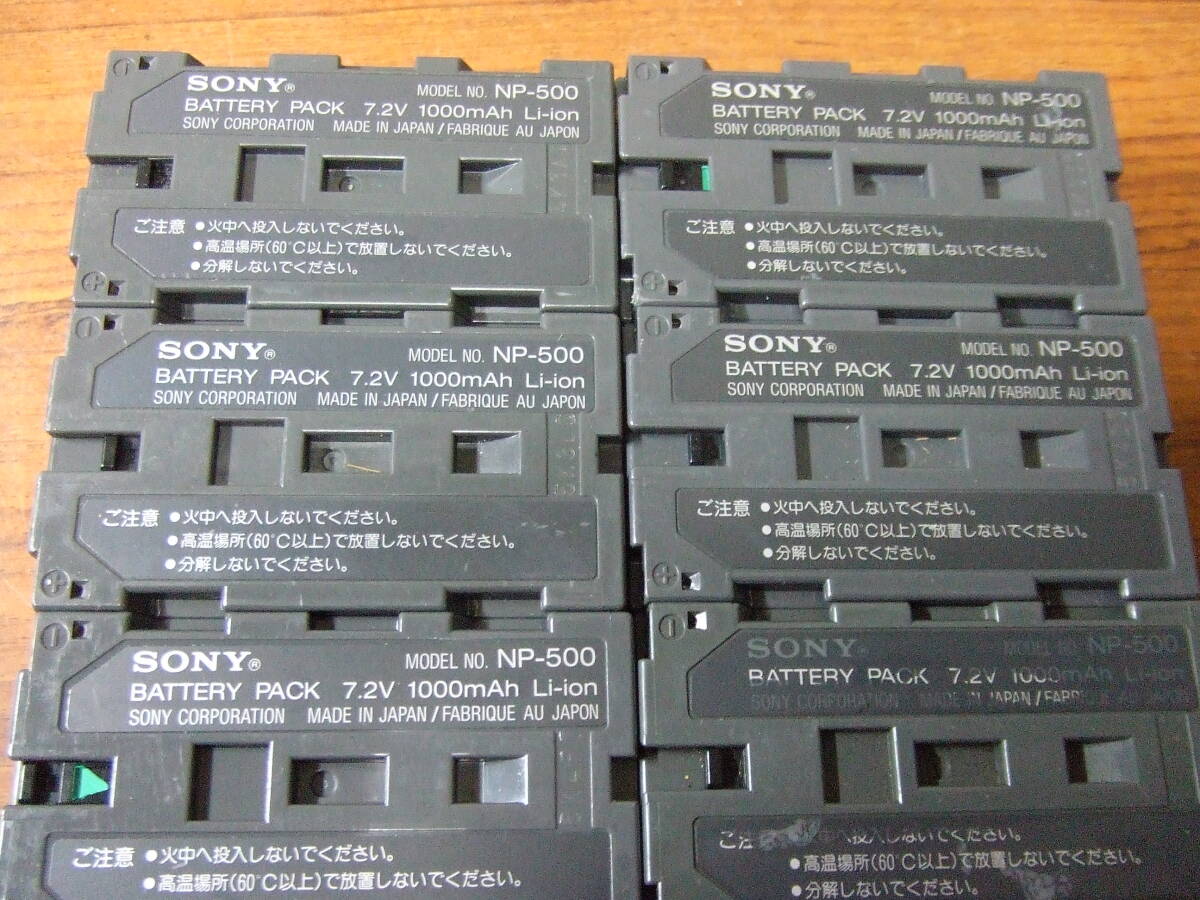 SONY®
MODEL NO. NP-500
BATTERY PACK 7.2V 1000mAh Li-ion
SONY CORPORATION MADE IN JAPAN/FABRIQUE AU JAPON
ご注意 ●火中へ投入しないでください。
●高温場所(60°C以上)で放置しないでください。
●分解しないでください。
SONY®
MODEL NO. NP-500
BATTERY PACK 7.2V 1000mAh Li-ion
SONY CORPORATION MADE IN JAPAN/FABRIQUE AU JAPON
ご注意 ●火中へ投入しないでください。
●高温場所(60°C以上)で放置しないでください。
●分解しないでください。
SONY®
MODEL NO. NP-500
BATTERY PACK 7.2V 1000mAh Li-ion
SONY CORPORATION MADE IN JAPAN/FABRIQUE AU JAPON
ご注意 ●火中へ投入しないでください。
●高温場所(60°C以上)で放置しないでください。
●分解しないでください。
SONY®
MODEL NO. NP-500
BATTERY PACK 7.2V 1000mAh Li-ion
SONY CORPORATION MADE IN JAPAN/FABRIQUE AU JAPON
ご注意 ●火中へ投入しないでください。
●高温場所(60°C以上)で放置しないでください。
●分解しないでください。
SONY®
MODEL NO. NP-500
BATTERY PACK 7.2V 1000mAh Li-ion
SONY CORPORATION MADE IN JAPAN/FABRIQUE AU JAPON
ご注意 ●火中へ投入しないでください。
●高温場所(60°C以上)で放置しないでください。
SONY
MODEL NO. NP-500
BATTERY PACK 7.2V 1000mAh Li-ion
SONY CORPORATION MADE IN JAPAN/FABRIQUE AU JAPON
中へ投入しないでください。
●高温場所(60°C以上)で放置しないでください。
●分解しないでください。